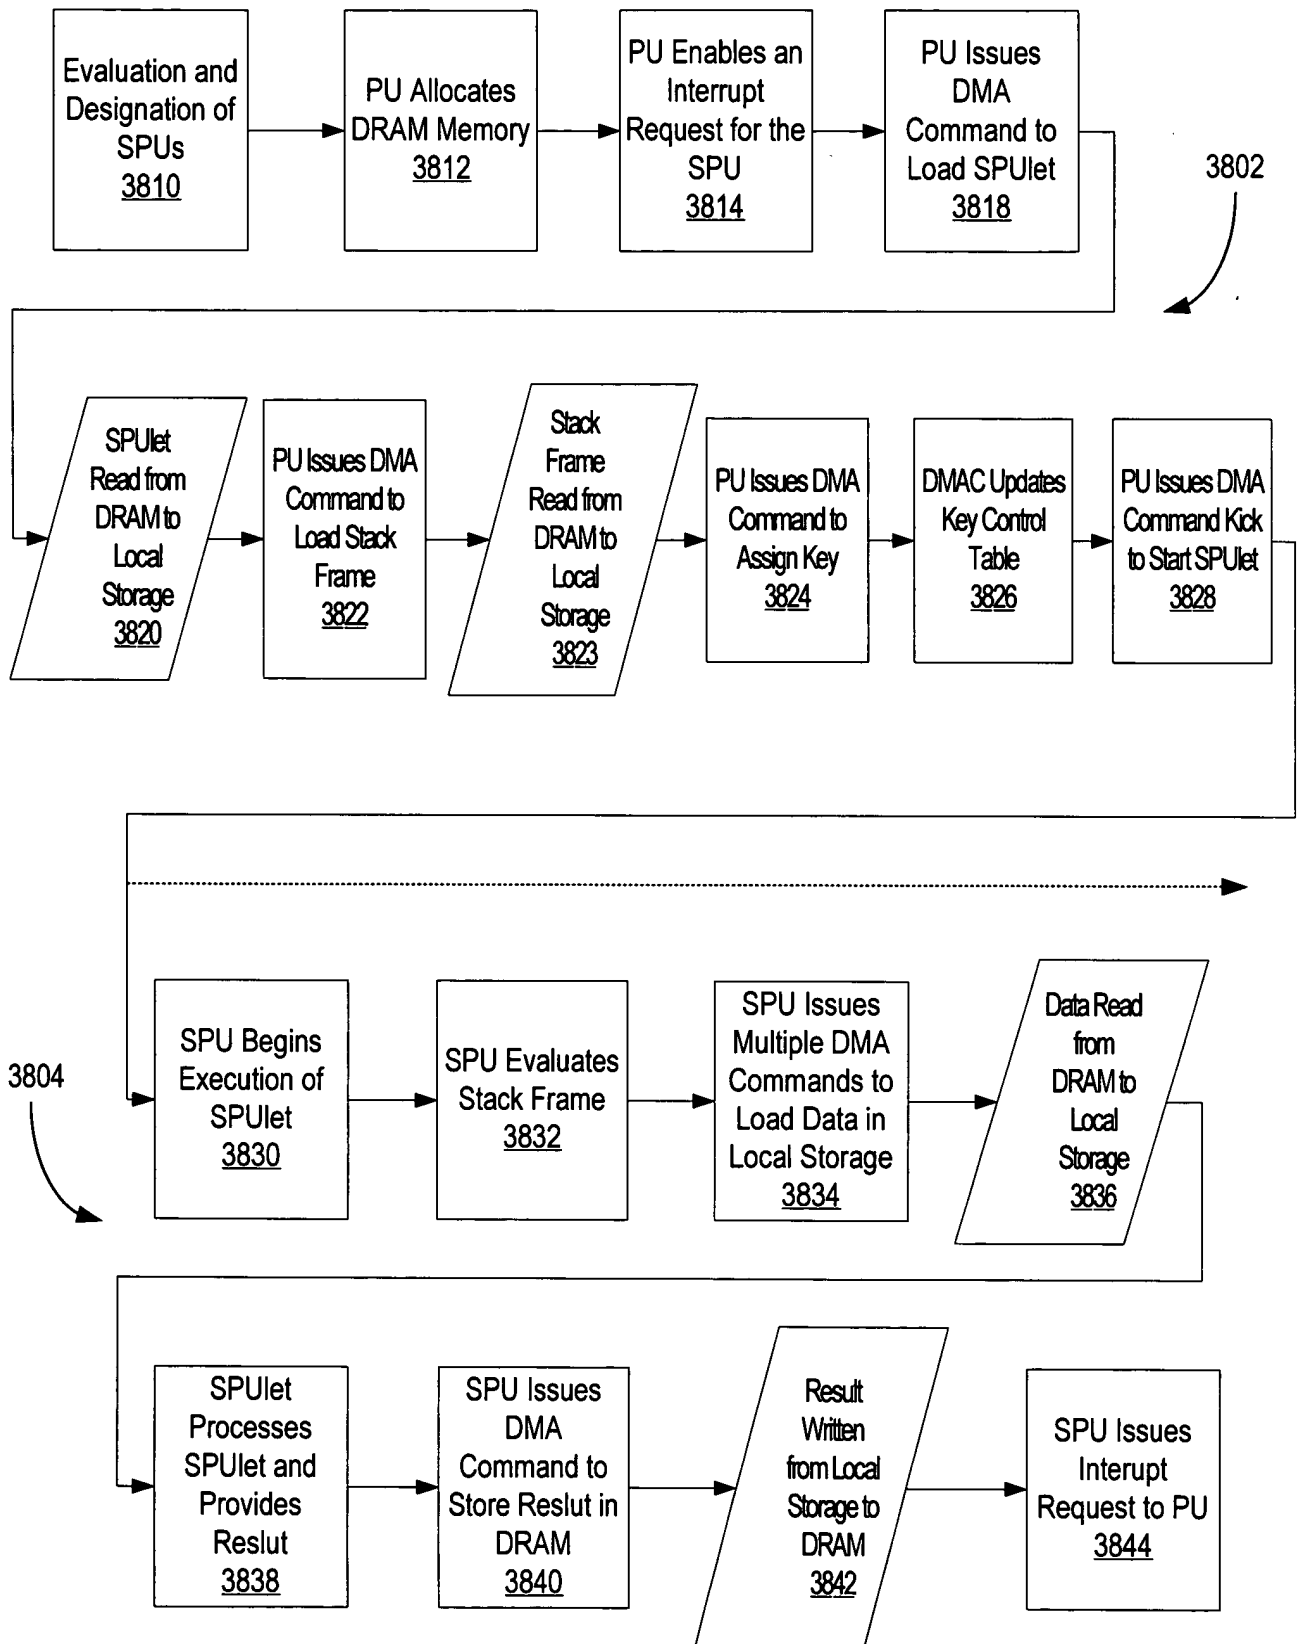 Evaluation and
Designation of
SPUs
3810
PU Allocates
DRAM Memory
3812
PU Enables an
Interrupt
Request for the
SPU
3814
PU Issues
DMA
Command to
Load SPUlet
3818
3802
SPUlet
Read from
DRAM to
Local
Storage
3820
PU Issues DMA
Command to
Load Stack
Frame
3822
Stack
Frame
Read from
DRAM to
Local
Storage
3823
PU Issues DMA
Command to
Assign Key
3824
DMAC Updates
Key Control
Table
3826
PU Issues DMA
Command Kick
to Start SPUlet
3828
3804
SPU Begins
Execution of
SPUlet
3830
SPU Evaluates
Stack Frame
3832
SPU Issues
Multiple DMA
Commands to
Load Data in
Local Storage
3834
Data Read
from
DRAM to
Local
Storage
3836
SPUlet
Processes
SPUlet and
Provides
Reslut
3838
SPU Issues
DMA
Command to
Store Reslut in
DRAM
3840
Result
Written
from Local
Storage to
DRAM
3842
SPU Issues
Interupt
Request to PU
3844